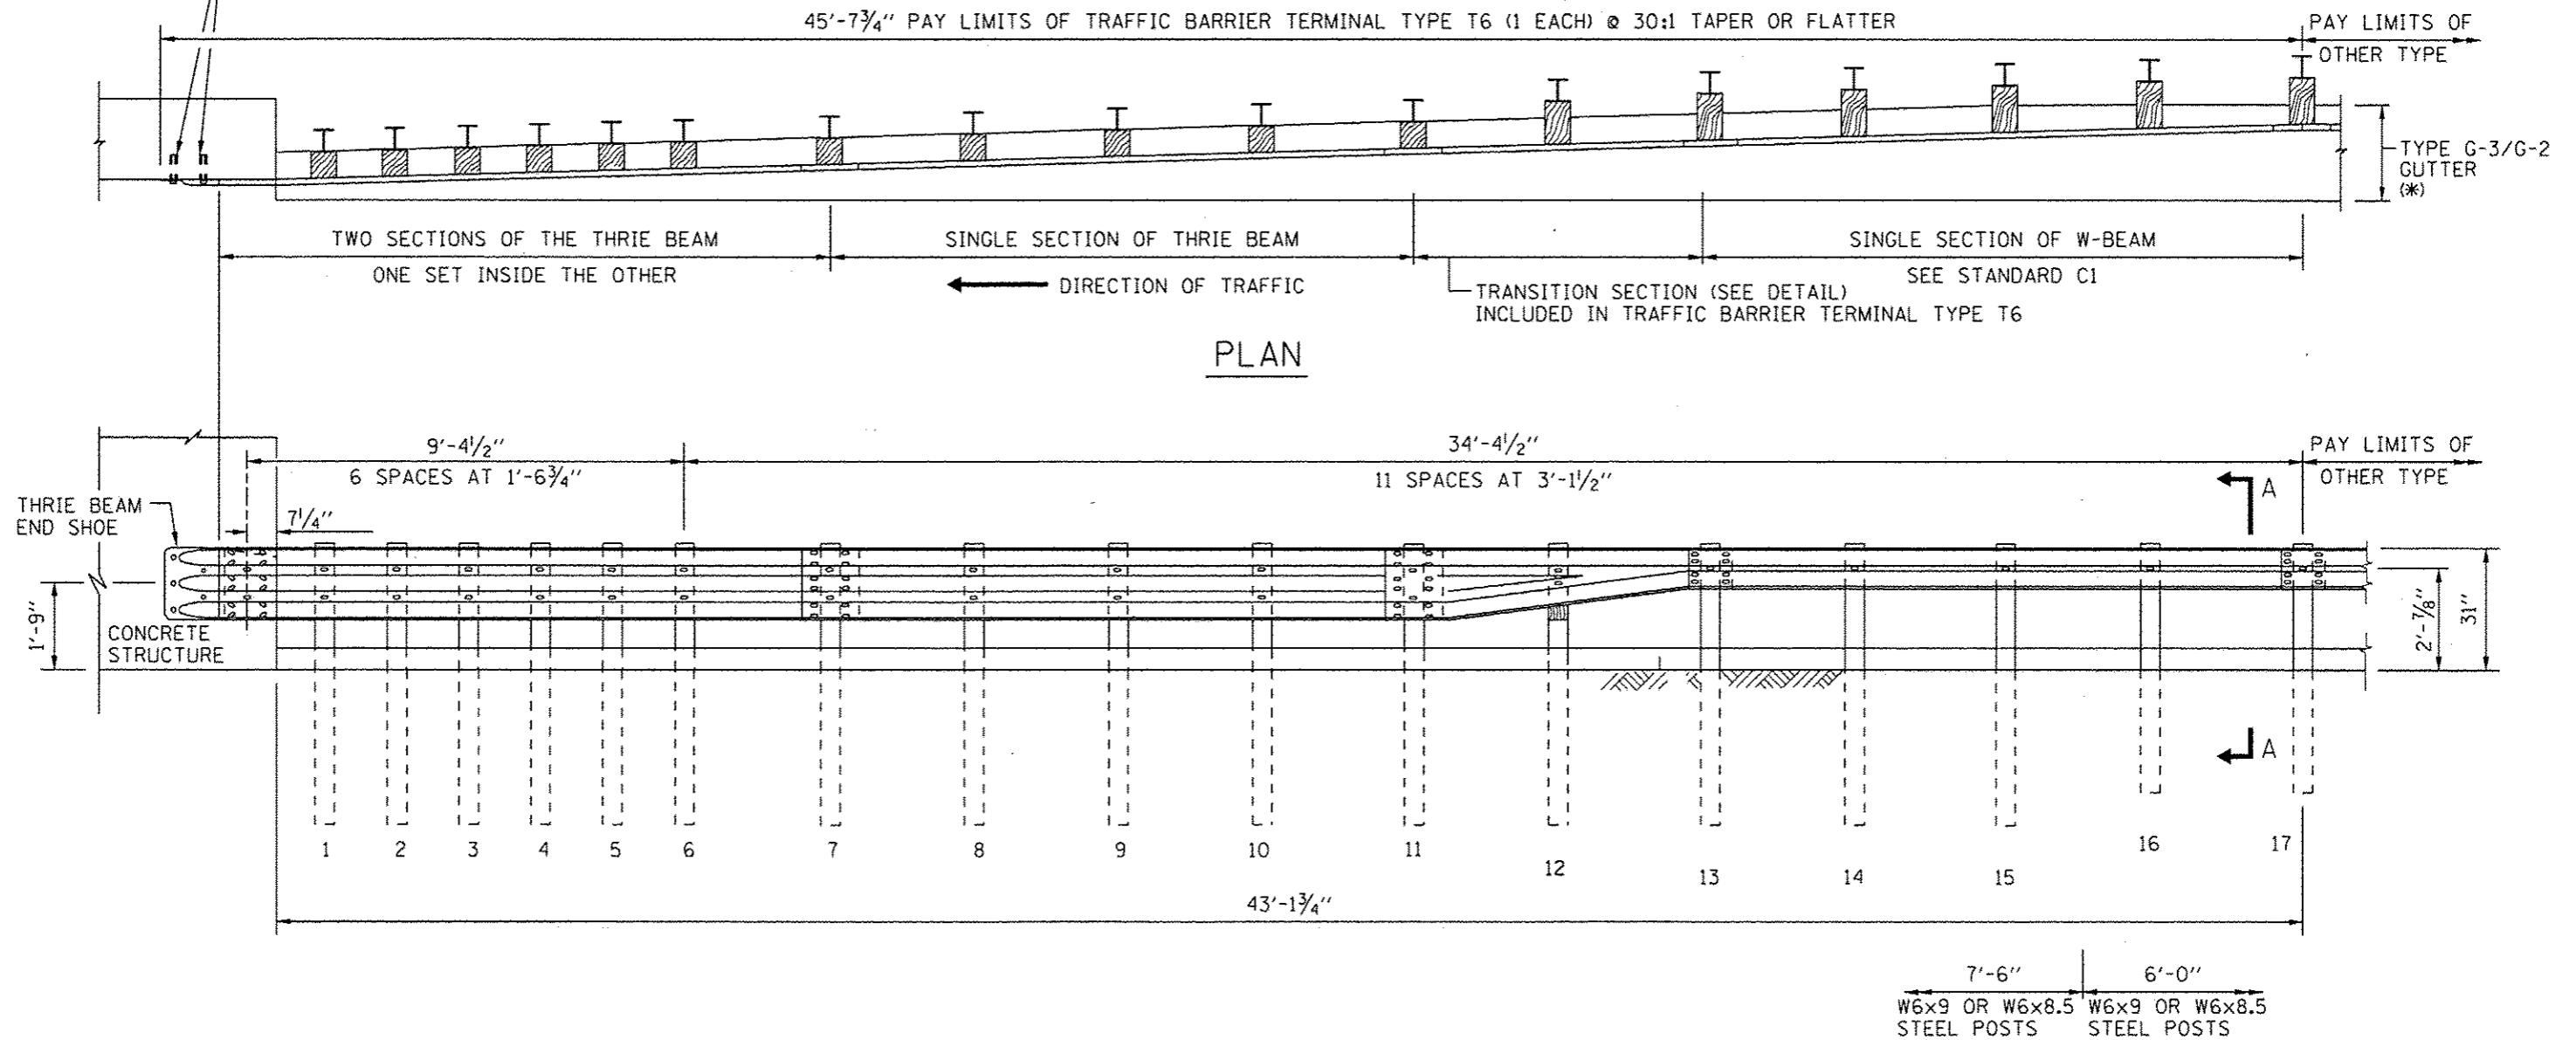 45'-7¾" PAY LIMITS OF TRAFFIC BARRIER TERMINAL TYPE T6 (1 EACH) @ 30:1 TAPER OR FLATTER
PAY LIMITS OF
OTHER TYPE
TYPE G-3/G-2
GUTTER
(*)
TWO SECTIONS OF THE THRIE BEAM
ONE SET INSIDE THE OTHER
SINGLE SECTION OF THRIE BEAM
DIRECTION OF TRAFFIC
SINGLE SECTION OF W-BEAM
SEE STANDARD C1
TRANSITION SECTION (SEE DETAIL)
INCLUDED IN TRAFFIC BARRIER TERMINAL TYPE T6
PLAN
9'-4½"
6 SPACES AT 1'-6¾"
34'-4½"
11 SPACES AT 3'-1½"
PAY LIMITS OF
OTHER TYPE
THRIE BEAM
END SHOE
7¼"
A
1'-9"
CONCRETE
STRUCTURE
2'-⅞"
31"
A
1 2 3 4 5 6 7 8 9 10 11 12 13 14 15 16 17
43'-1¾"
7'-6" 6'-0"
W6x9 OR W6x8.5 W6x9 OR W6x8.5
STEEL POSTS STEEL POSTS